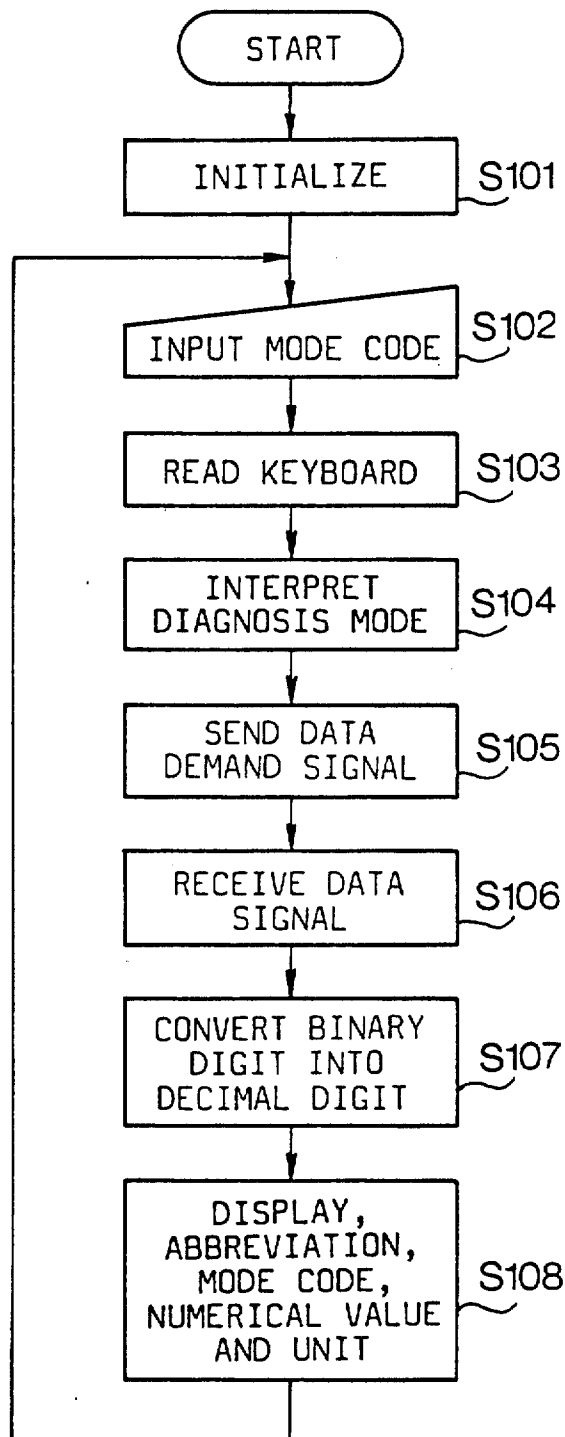 START
INITIALIZE
S101
INPUT MODE CODE
S102
READ KEYBOARD
S103
INTERPRET
DIAGNOSIS MODE
S104
SEND DATA
DEMAND SIGNAL
S105
RECEIVE DATA
SIGNAL
S106
CONVERT BINARY
DIGIT INTO
DECIMAL DIGIT
S107
DISPLAY,
ABBREVIATION,
MODE CODE,
NUMERICAL VALUE
AND UNIT
S108